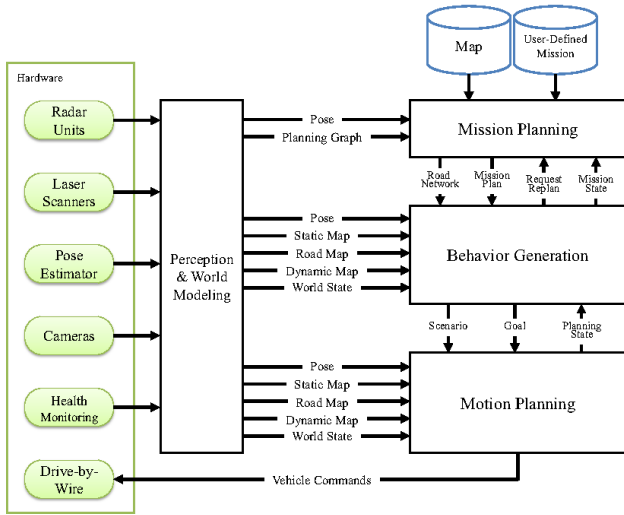 Hardware
Radar
Units
Laser
Scanners
Pose
Estimator
Cameras
Health
Monitoring
Drive-by-
Wire
Perception
& World
Modeling
Map
User-Defined
Mission
Pose
Planning Graph
Mission Planning
Road
Network
Mission
Plan
Request
Replan
Mission
State
Pose
Static Map
Road Map
Dynamic Map
World State
Behavior Generation
Scenario
Goal
Planning
State
Pose
Static Map
Road Map
Dynamic Map
World State
Motion Planning
Vehicle Commands